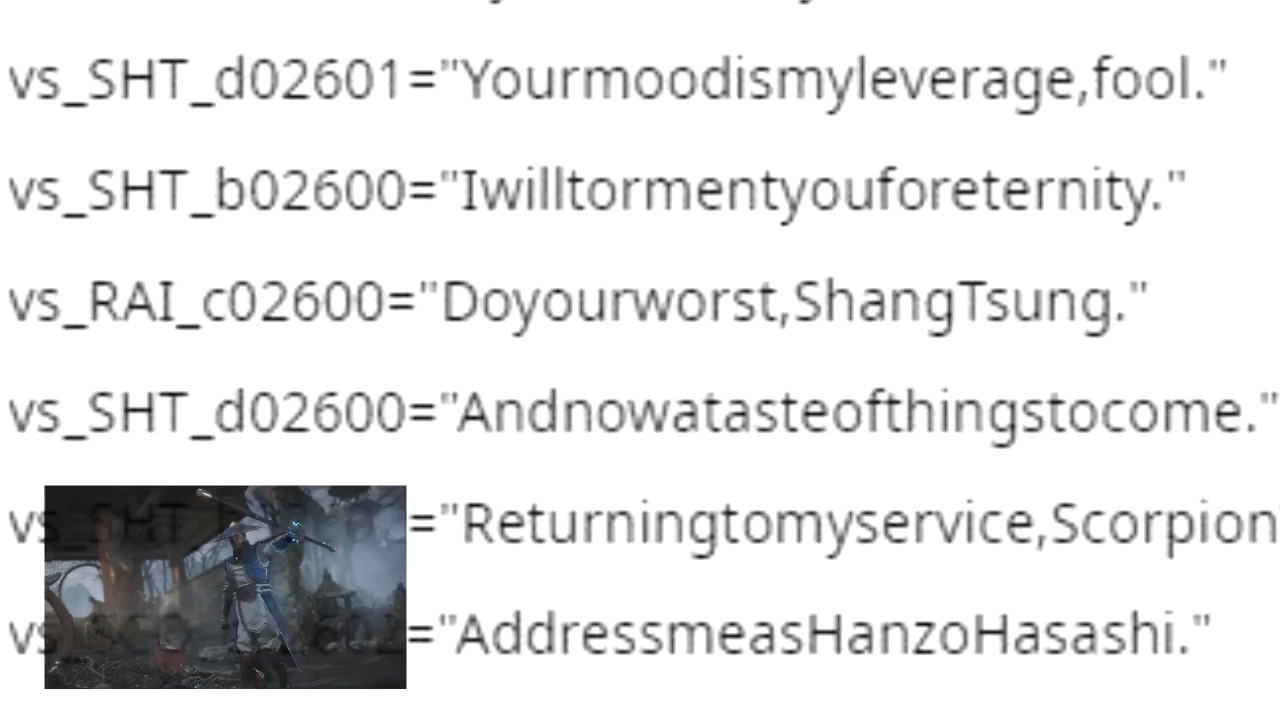 vs_SHT_d02601="Yourmoodismyleverage,fool."
vs_SHT_b02600="Iwilltormentyouforeternity."
vs_RAI_c02600="Doyourworst,ShangTsung."
vs_SHT_d02600="Andnowatasteofthingstocome."
="Returningtomyservice,Scorpion
="AddressmeasHanzoHasashi."